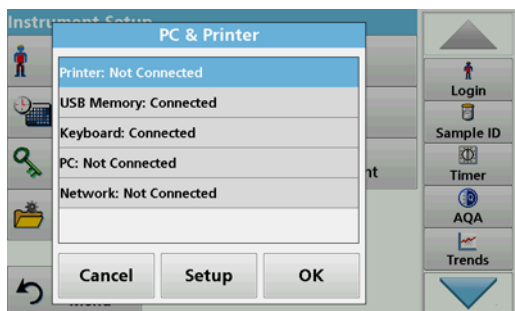 PC & Printer
Printer: Not Connected
USB Memory: Connected
Keyboard: Connected
PC: Not Connected
Network: Not Connected
Cancel
Setup
OK
Login
Sample ID
Timer
AQA
Trends